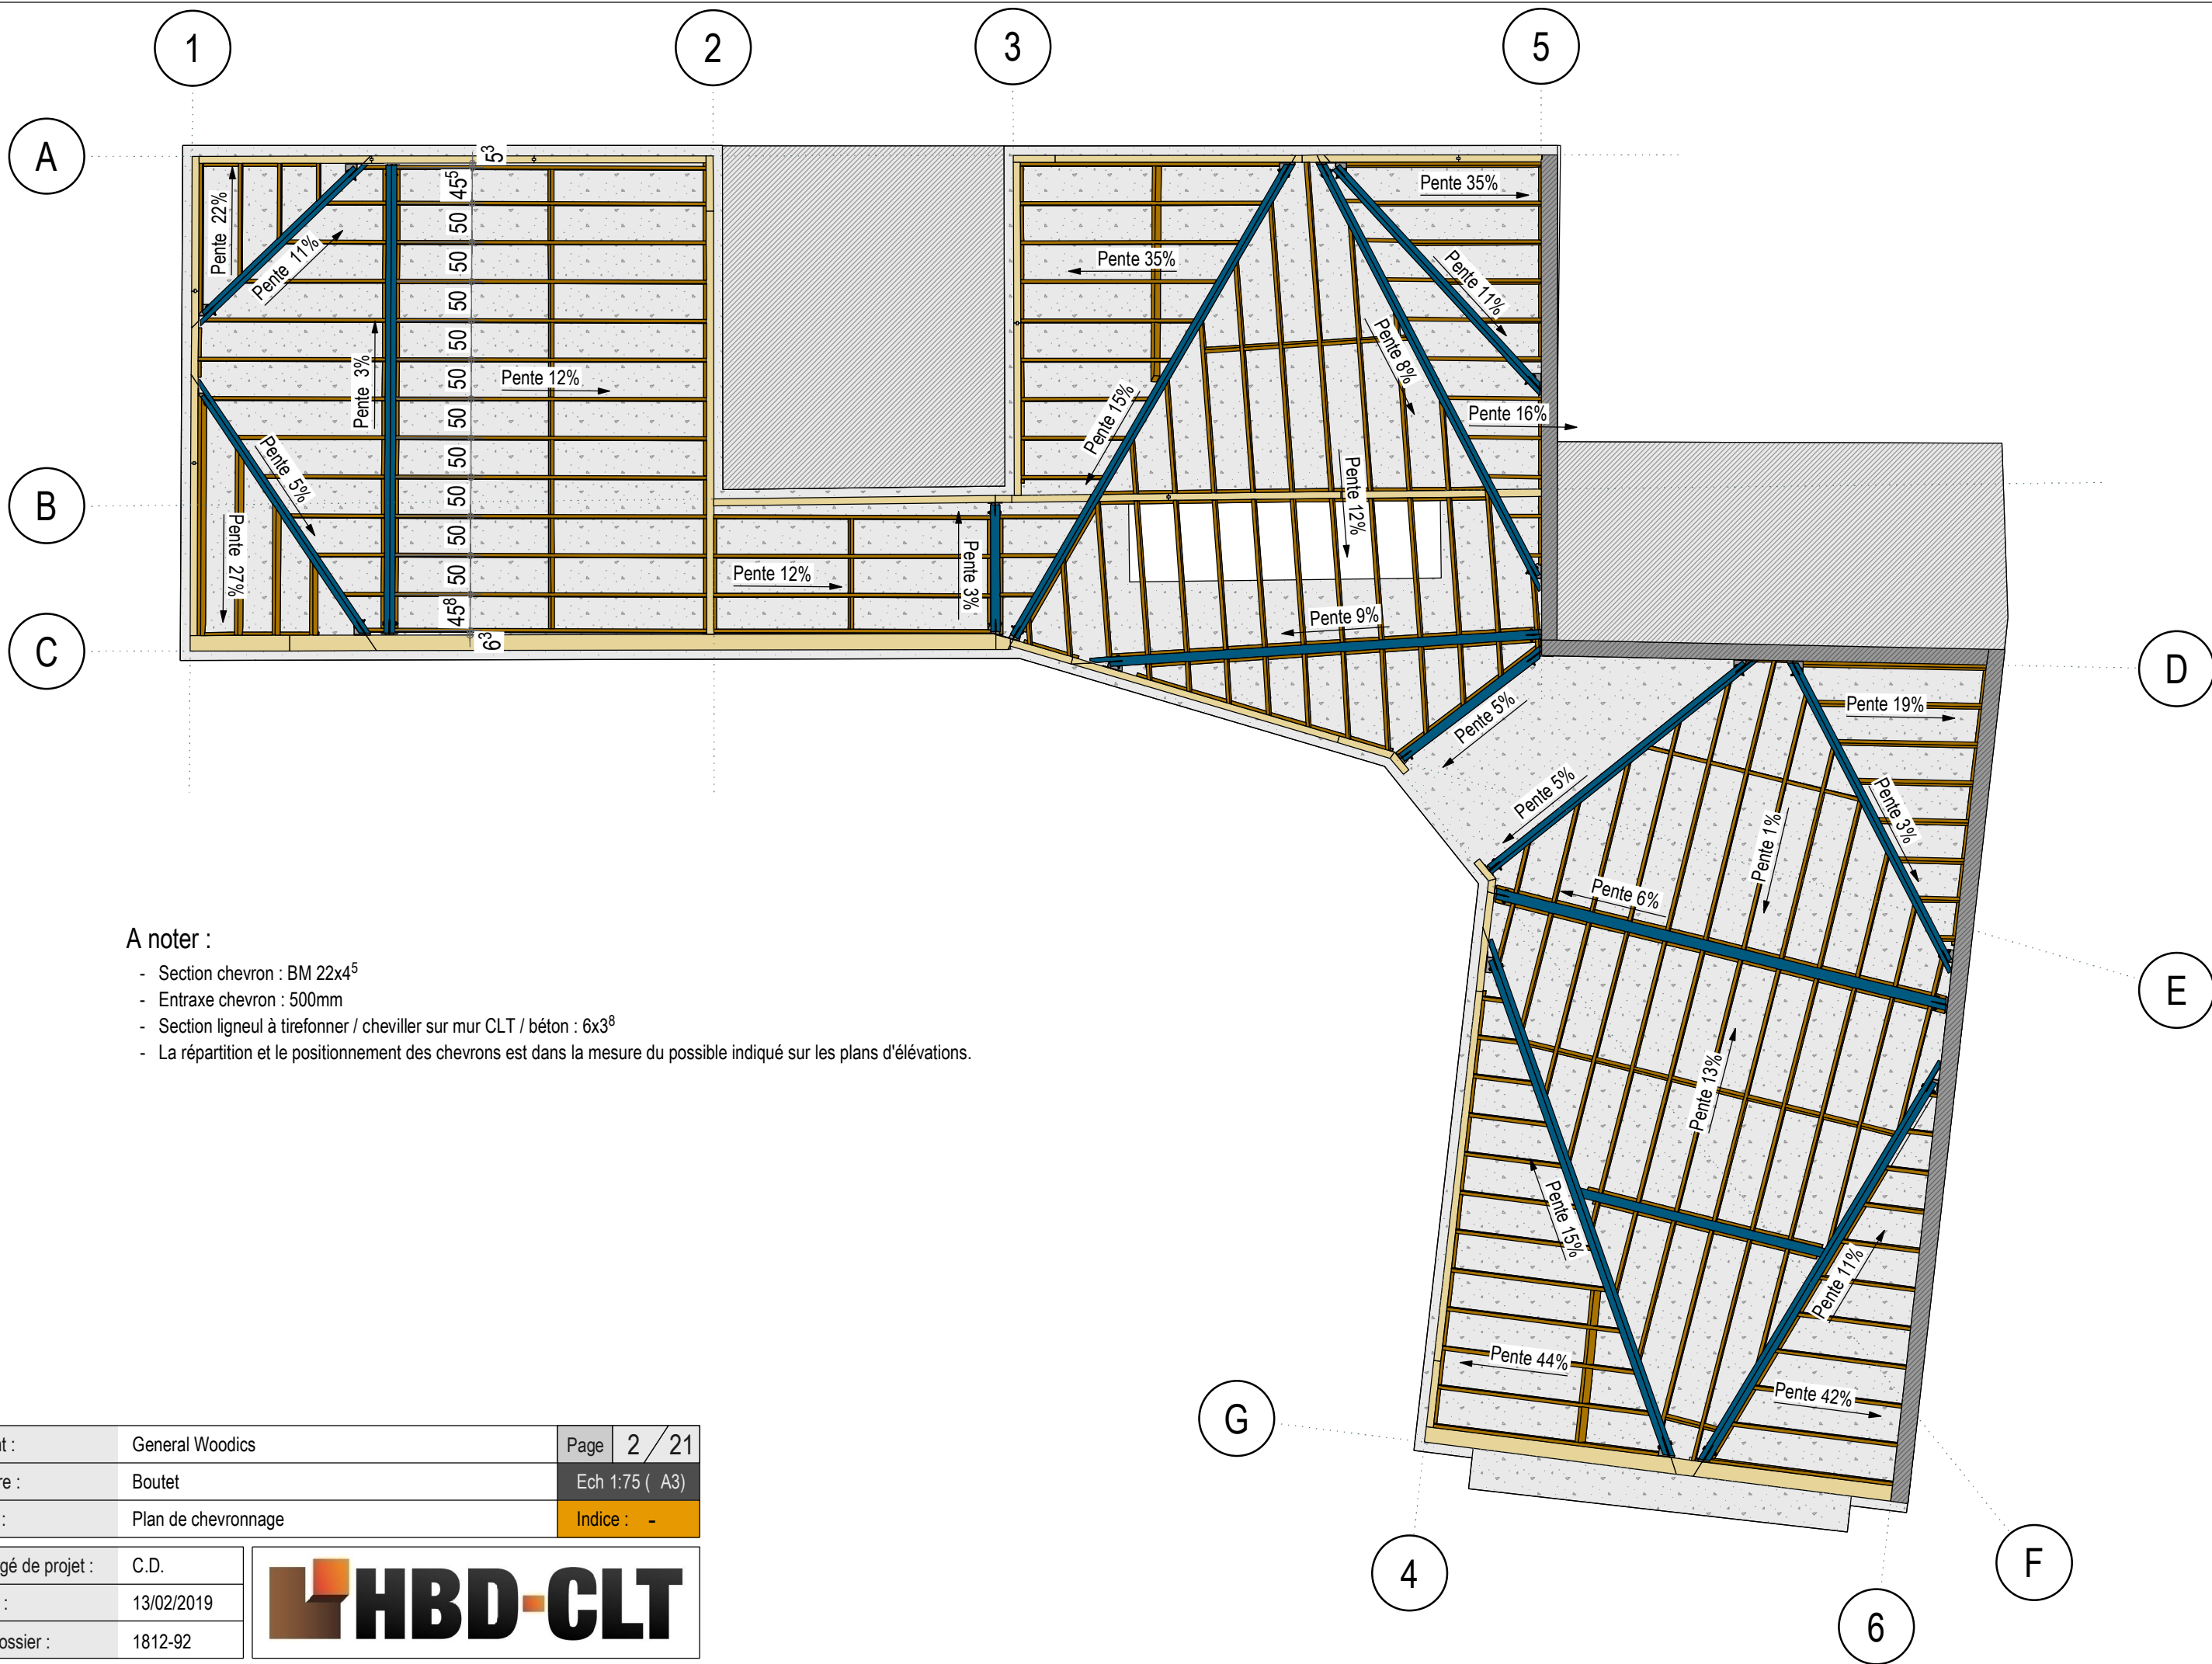 1
2
3
5
A
B
C
D
E
G
F
4
6
5³
45⁵
50
50
50
50
50
50
50
50
50
50
45⁸
6³
Pente 22%
Pente 11%
Pente 3%
Pente 12%
Pente 5%
Pente 27%
Pente 12%
Pente 3%
Pente 35%
Pente 15%
Pente 35%
Pente 11%
Pente 8%
Pente 16%
Pente 12%
Pente 9%
Pente 5%
Pente 19%
Pente 5%
Pente 3%
Pente 1%
Pente 6%
Pente 13%
Pente 15%
Pente 11%
Pente 44%
Pente 42%
A noter :
- Section chevron : BM 22x4⁵
- Entraxe chevron : 500mm
- Section ligneul à tirefonner / cheviller sur mur CLT / béton : 6x3⁸
- La répartition et le positionnement des chevrons est dans la mesure du possible indiqué sur les plans d'élévations.
nt : General Woodics Page 2 / 21
re : Boutet Ech 1:75 ( A3)
: Plan de chevronnage Indice : -
gé de projet : C.D.
: 13/02/2019
ossier : 1812-92
HBD-CLT